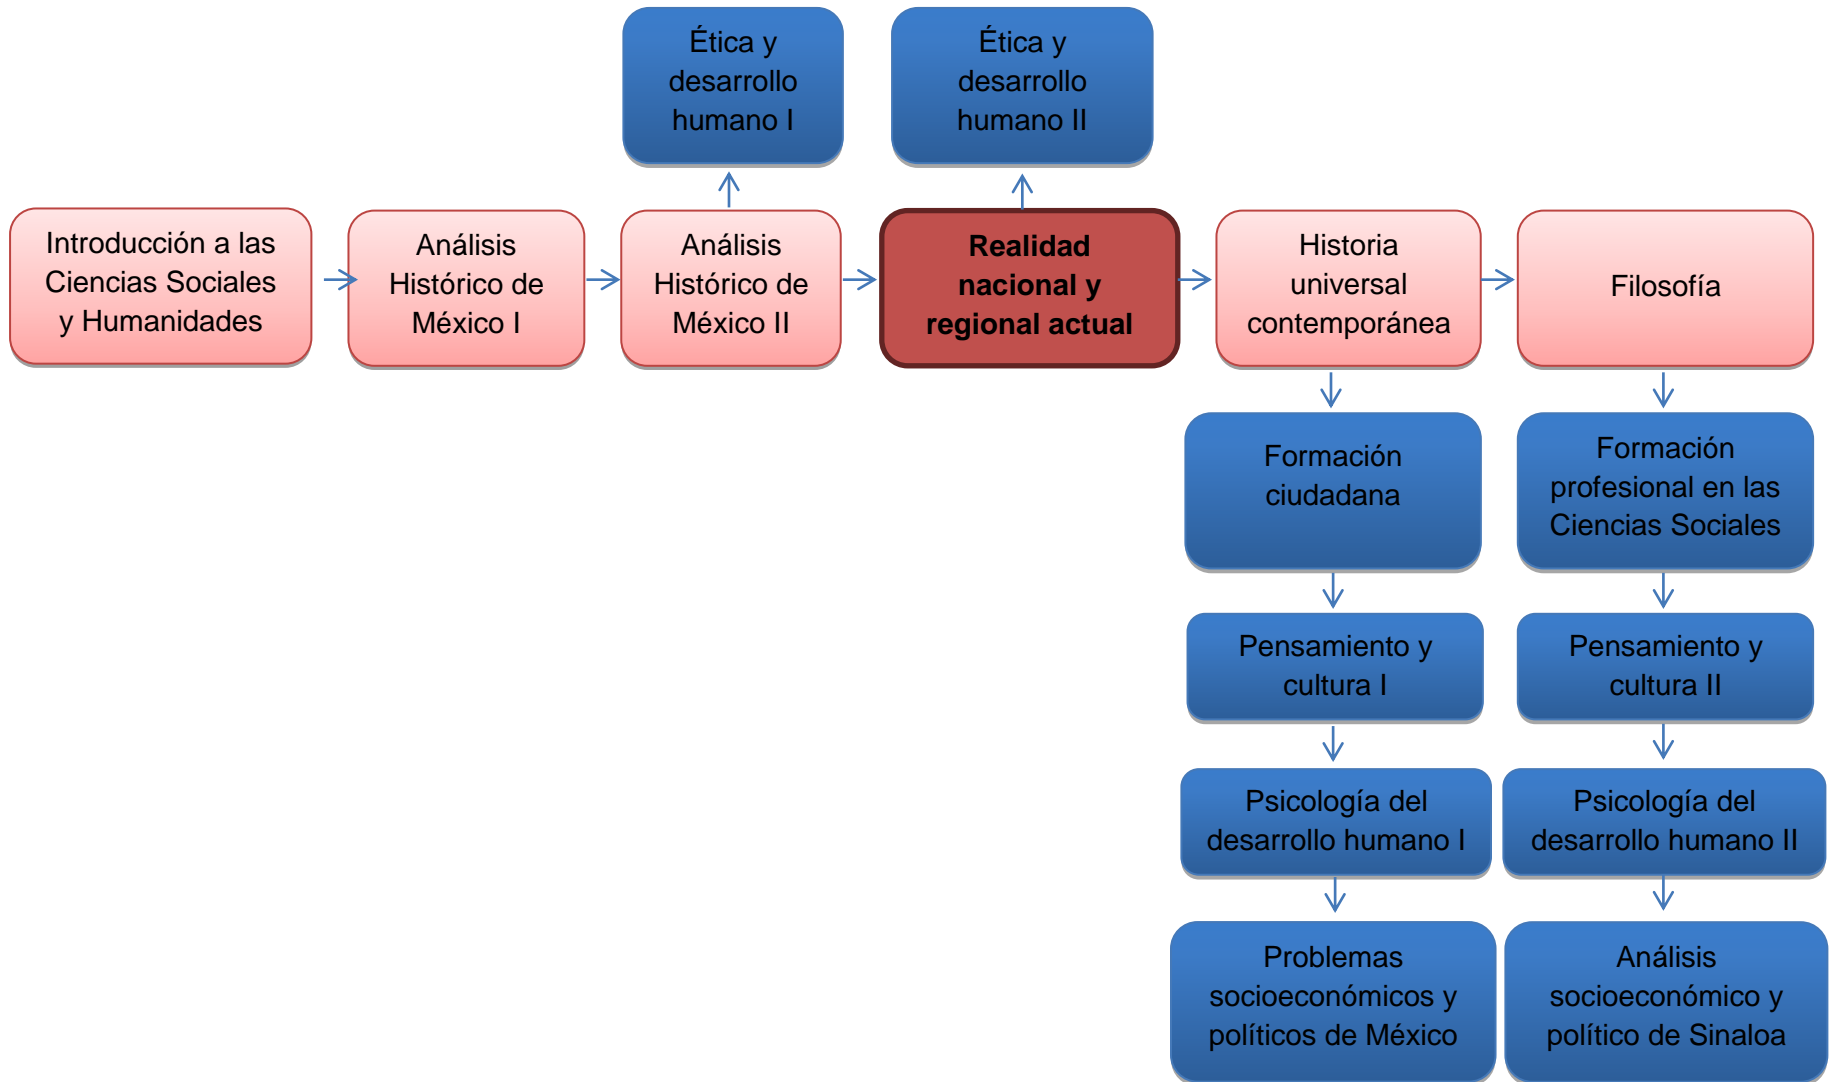 Ética y
desarrollo
humano I
Ética y
desarrollo
humano II
Introducción a las
Ciencias Sociales
y Humanidades
Análisis
Histórico de
México I
Análisis
Histórico de
México II
Realidad
nacional y
regional actual
Historia
universal
contemporánea
Filosofía
Formación
ciudadana
Formación
profesional en las
Ciencias Sociales
Pensamiento y
cultura I
Pensamiento y
cultura II
Psicología del
desarrollo humano I
Psicología del
desarrollo humano II
Problemas
socioeconómicos y
políticos de México
Análisis
socioeconómico y
político de Sinaloa